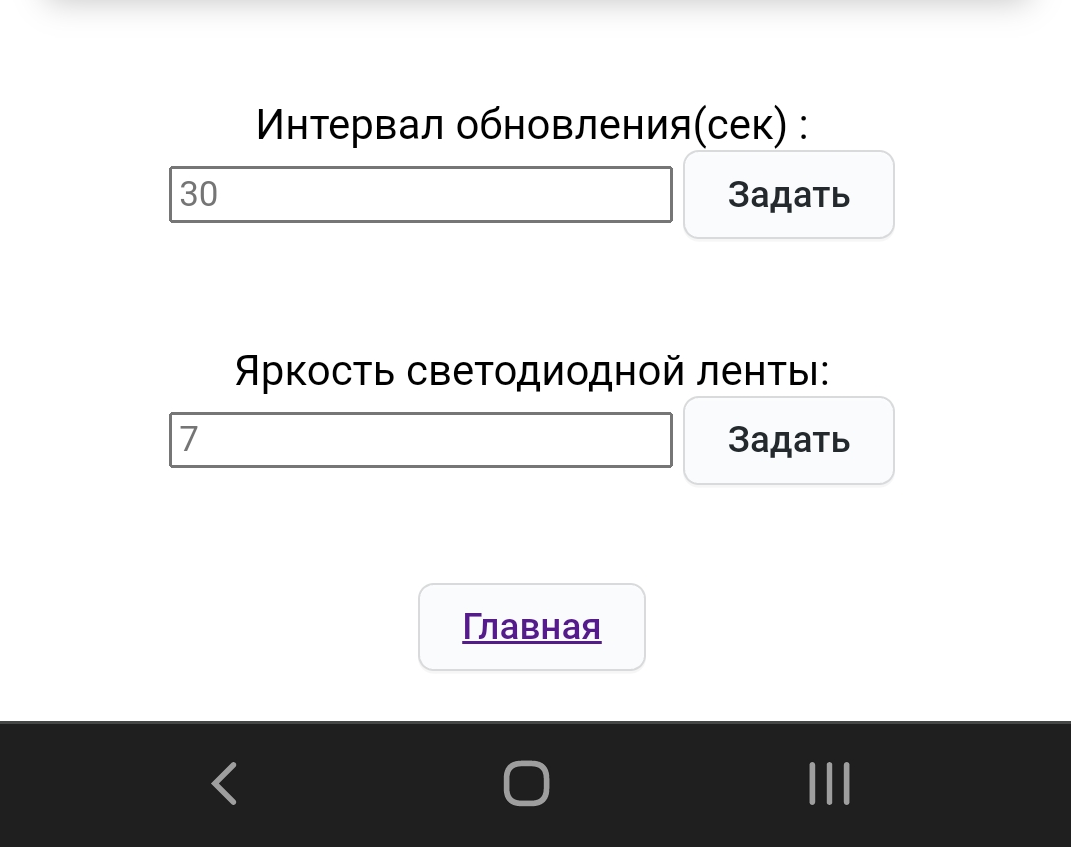 Интервал обновления(сек) :
30 Задать
Яркость светодиодной ленты:
7 Задать
Главная